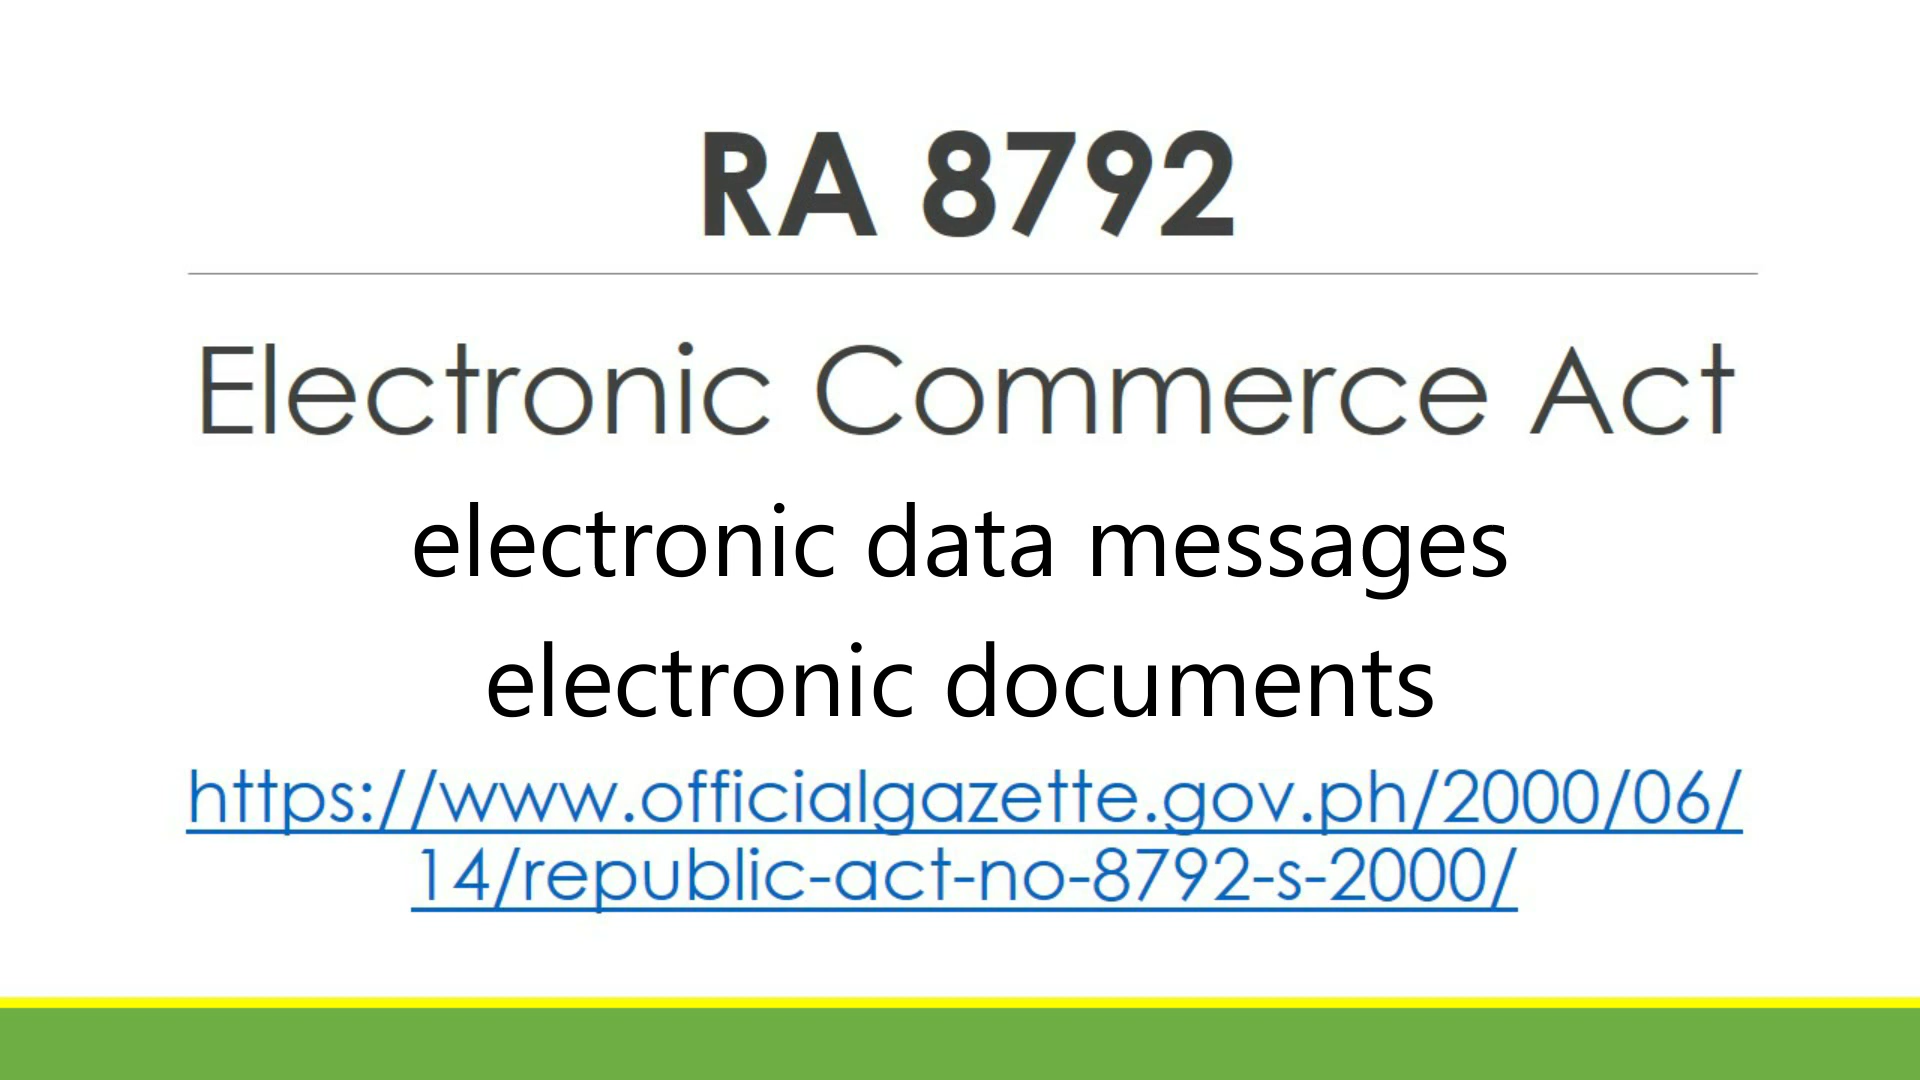 RA 8792
Electronic Commerce Act
electronic data messages
electronic documents
https://www.officialgazette.gov.ph/2000/06/
14/republic-act-no-8792-s-2000/